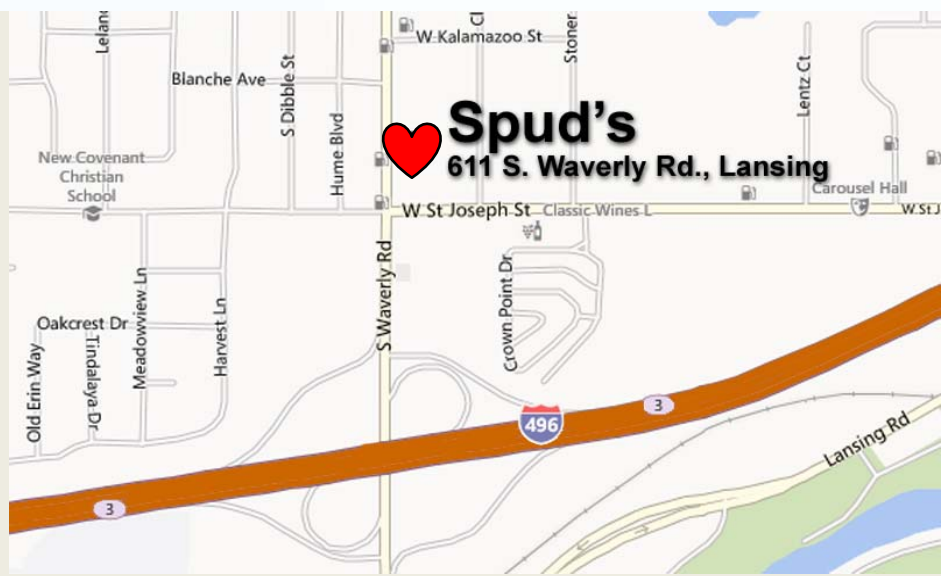 Leland
Cl
Stoner
W Kalamazoo St
Blanche Ave
S Dibble St
Lentz Ct
Hume Blvd
Spud's
611 S. Waverly Rd., Lansing
New Covenant
Christian
School
Carousel Hall
W St Joseph St
Classic Wines L
W St J
S Waverly Rd
Crown Point Dr
Meadowview Ln
Harvest Ln
Oakcrest Dr
Old Erin Way
Tindalaya Dr
3
496
Lansing Rd
3